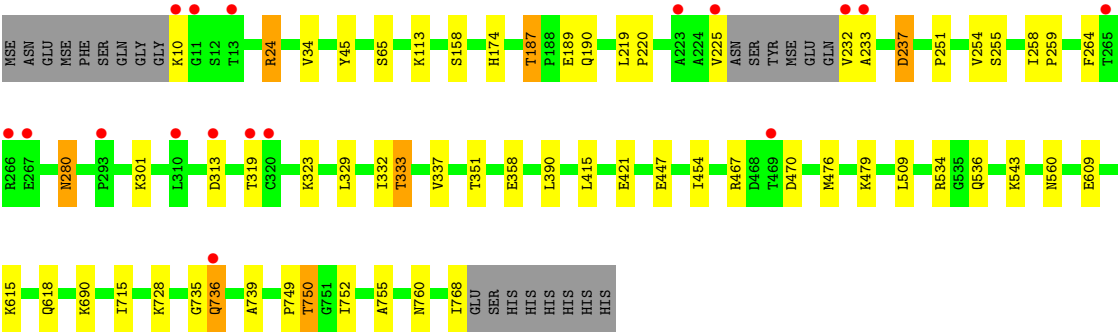 MSE ASN GLU MSE PHE SER GLN GLY GLY K10 G11 S12 T13 R24 V34 Y45 S65 K113 S158 H174 T187 P188 E189 Q190 L219 P220 A223 A224 V225 ASN SER TYR MSE GLU GLN V232 A233 D237 P251 V254 S255 I258 P259 F264 T265
R266 E267 N280 P293 K301 L310 D313 T319 C320 K323 L329 I332 T333 V337 T351 E358 L390 L415 E421 E447 I454 R467 D468 T469 D470 M476 K479 L509 R534 G535 Q536 K543 N560 E609
K615 Q618 K690 I715 K728 G735 Q736 A739 P749 T750 G751 I752 A755 N760 I768 GLU SER HIS HIS HIS HIS HIS HIS